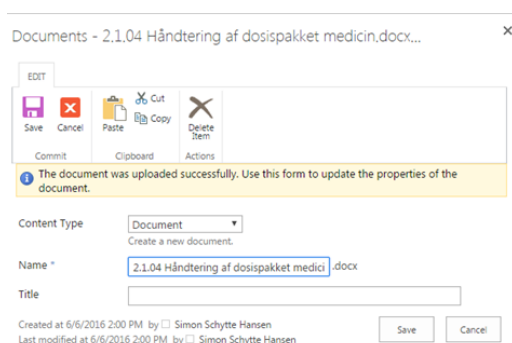 Documents - 2.1.04 Håndtering af dosispakket medicin.docx...
EDIT
Save
Cancel
Paste
Cut
Copy
Delete Item
Commit
Clipboard
Actions
The document was uploaded successfully. Use this form to update the properties of the
document.
Content Type
Document
Create a new document.
Name *
2.1.04 Håndtering af dosispakket medici .docx
Title
Created at 6/6/2016 2:00 PM by Simon Schytte Hansen
Last modified at 6/6/2016 2:00 PM by Simon Schytte Hansen
Save
Cancel